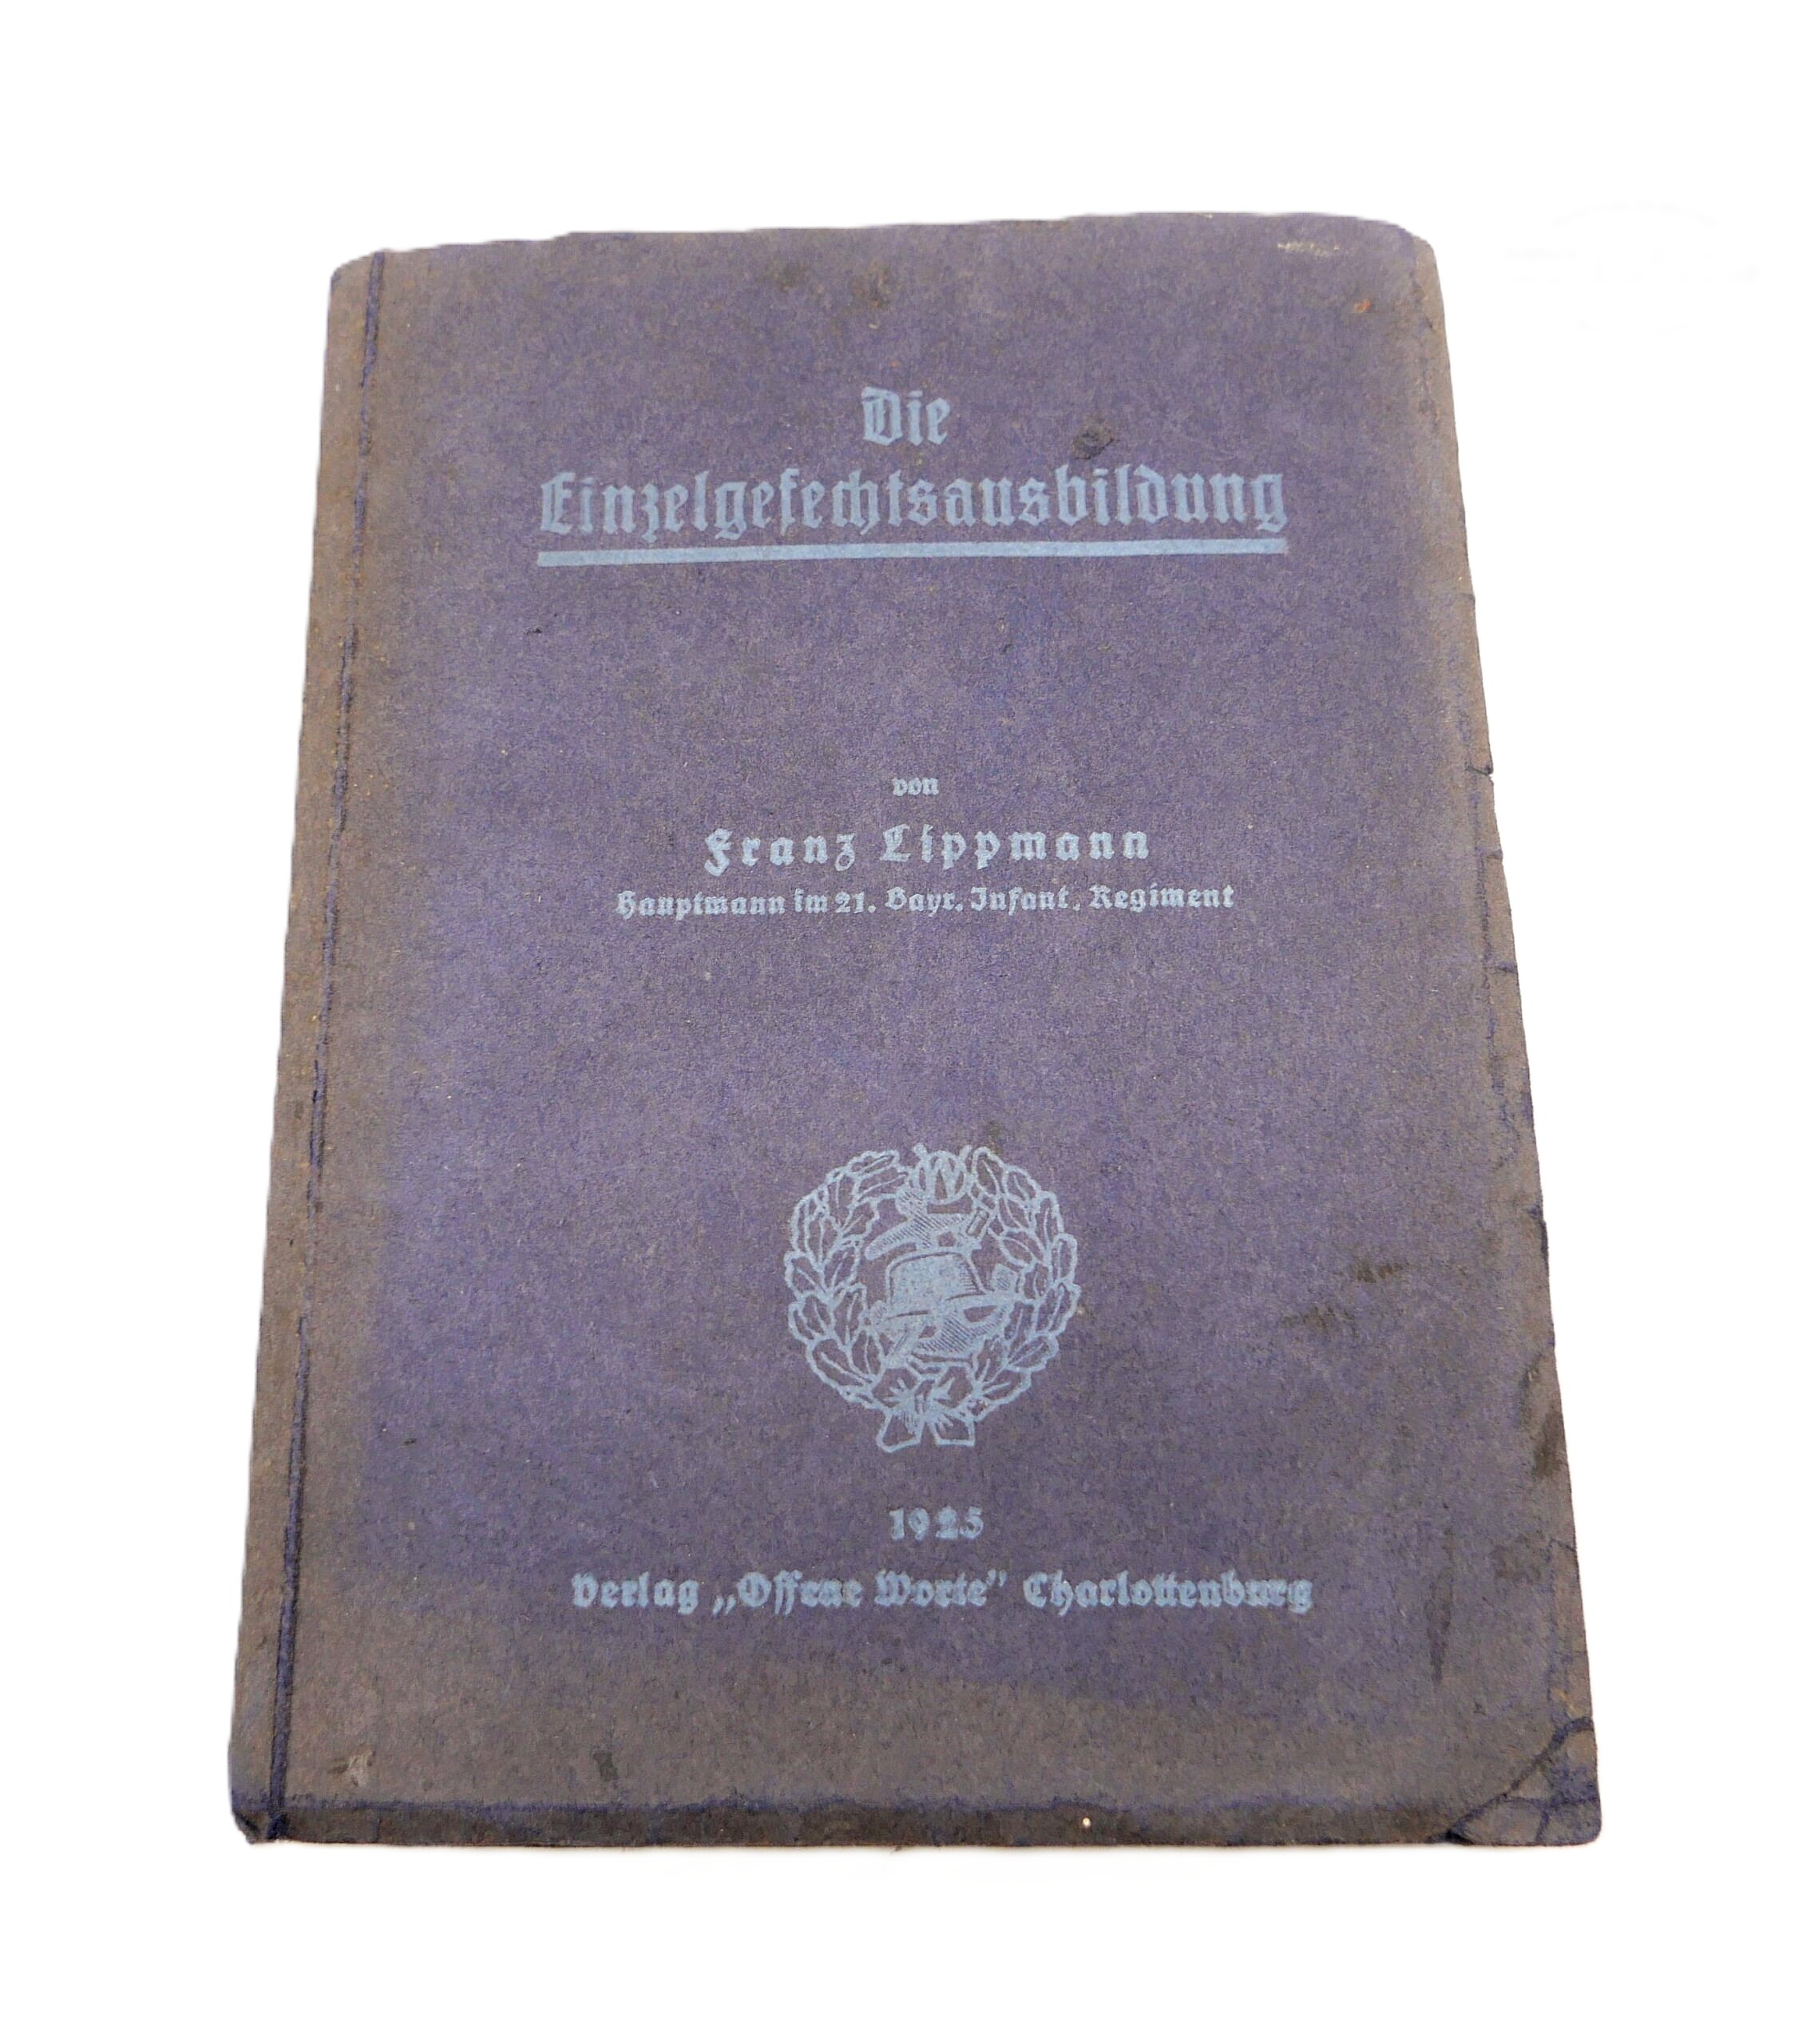 Die
Einzelgefechtsausbildung
von
Franz Lippmann
Hauptmann im 21. Bayr. Infant. Regiment
W
1925
Verlag „Offene Worte” Charlottenburg